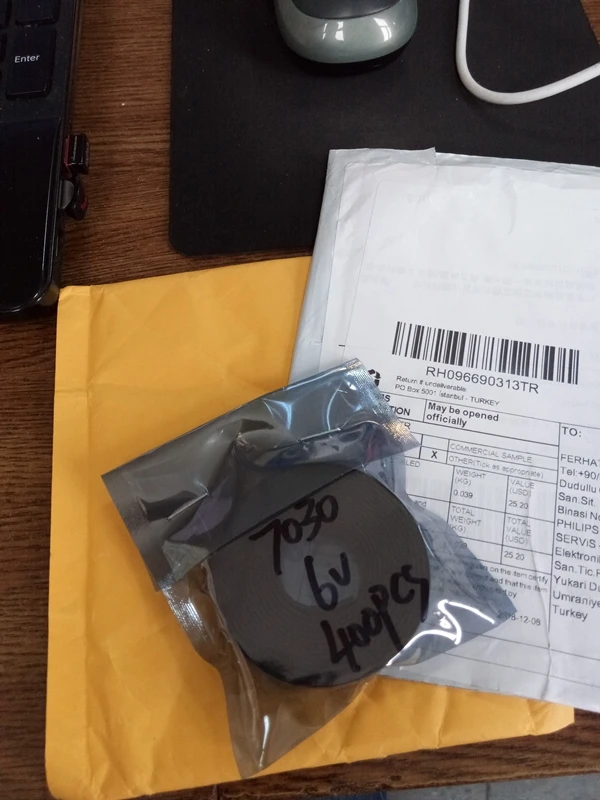 Enter
RH096690313TR
Return if undeliverable
PO Box 5001 Istanbul - TURKEY
May be opened
officially
TO:
X
COMMERCIAL SAMPLE
OTHER(Tick as appropriate)
WEIGHT
(KG)
VALUE
(USD)
0.039
25.20
TOTAL
WEIGHT
(KG)
TOTAL
VALUE
(USD)
25.20
FERHAT
Tel:+90/
Dudullu
San.Sit.
Binasi No
PHILIPS
SERVIS
Elektronik
San.Tic.
Yukari Du
Umraniye
Turkey
7030
6V
400PCS